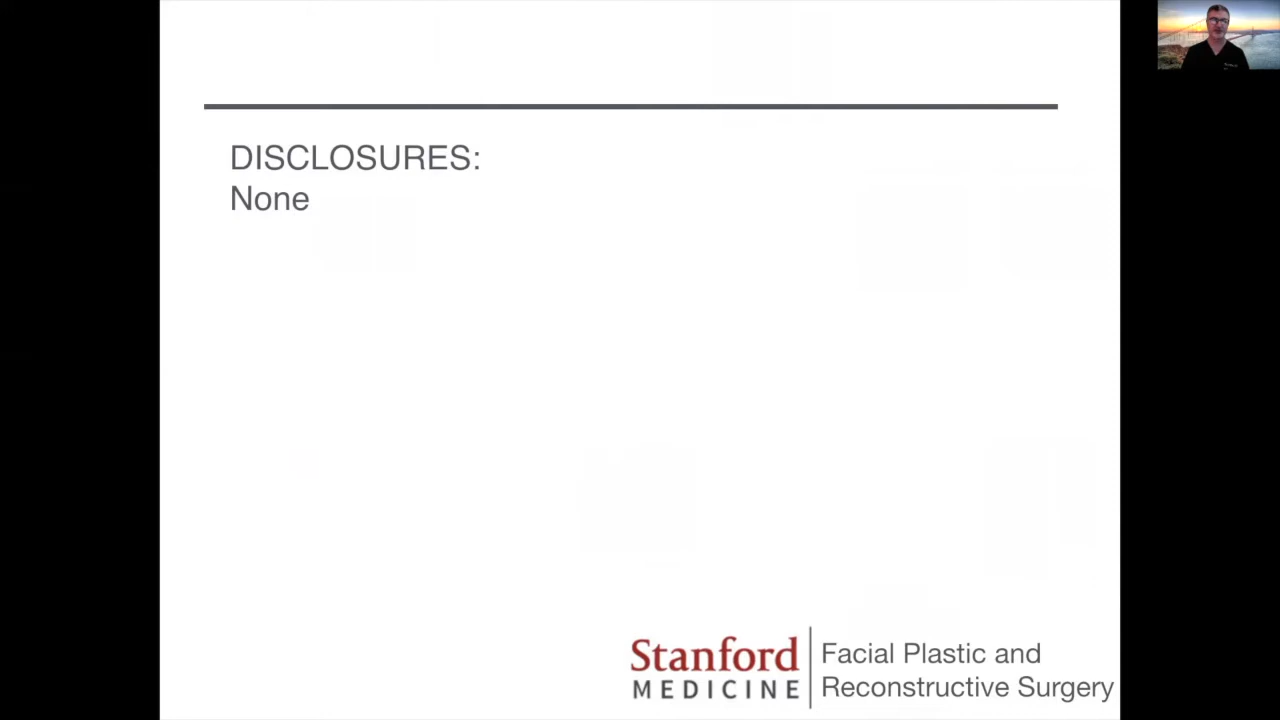 DISCLOSURES:
None
Stanford
MEDICINE
Facial Plastic and
Reconstructive Surgery